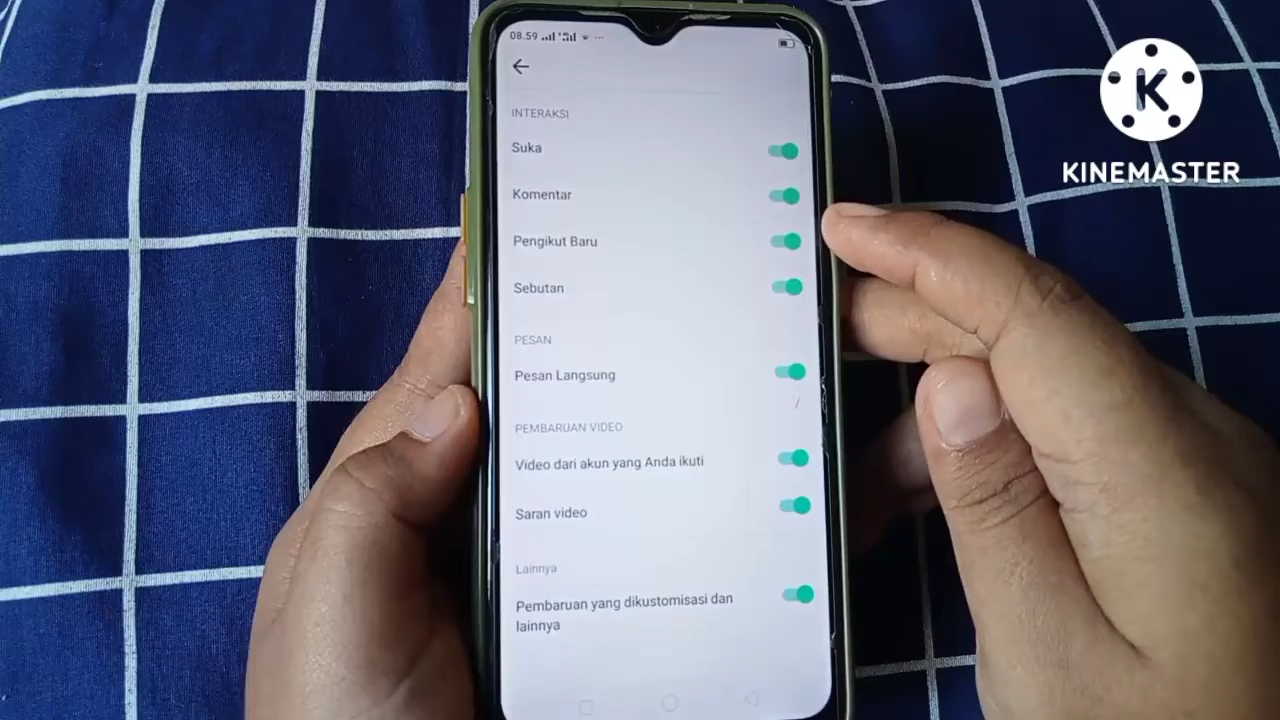 08.59
INTERAKSI
Suka
Komentar
Pengikut Baru
Sebutan
PESAN
Pesan Langsung
PEMBARUAN VIDEO
Video dari akun yang Anda ikuti
Saran video
Lainnya
Pembaruan yang dikustomisasi dan
lainnya
K
KINEMASTER